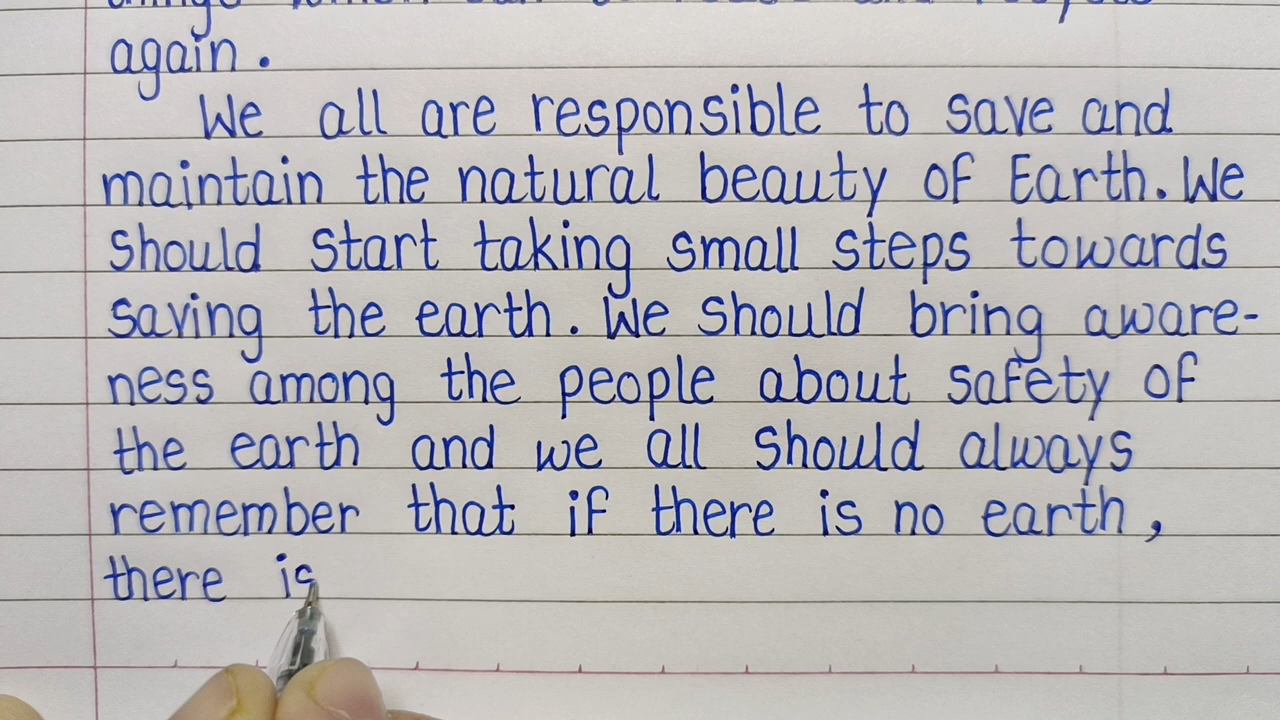 again.
We all are responsible to save and
maintain the natural beauty of Earth. We
should start taking small steps towards
saving the earth. We should bring aware-
ness among the people about safety of
the earth and we all should always
remember that if there is no earth,
there is